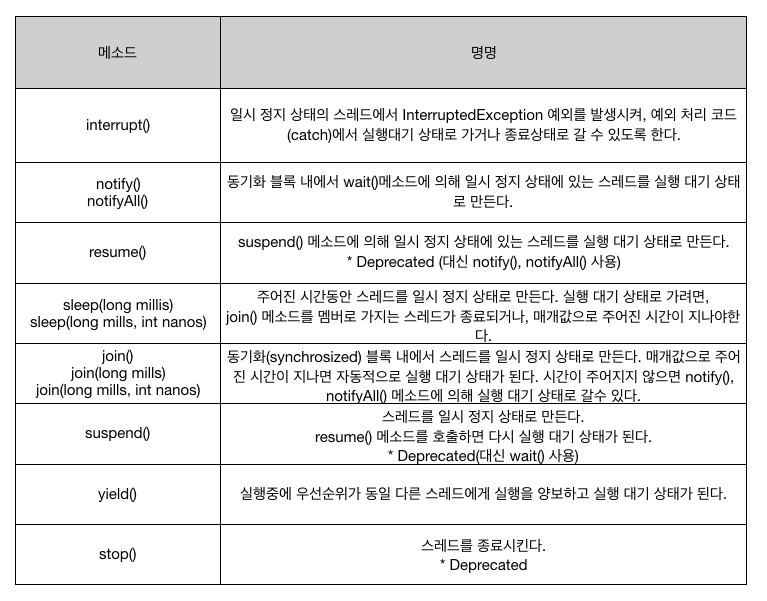 메소드
명명
interrupt()
일시 정지 상태의 스레드에서 InterruptedException 예외를 발생시켜, 예외 처리 코드
(catch)에서 실행대기 상태로 가거나 종료상태로 갈 수 있도록 한다.
notify()
notifyAll()
동기화 블록 내에서 wait()메소드에 의해 일시 정지 상태에 있는 스레드를 실행 대기 상태
로 만든다.
resume()
suspend() 메소드에 의해 일시 정지 상태에 있는 스레드를 실행 대기 상태로 만든다.
* Deprecated (대신 notify(), notifyAll() 사용)
sleep(long millis)
sleep(long mills, int nanos)
주어진 시간동안 스레드를 일시 정지 상태로 만든다. 실행 대기 상태로 가려면,
join() 메소드를 멤버로 가지는 스레드가 종료되거나, 매개값으로 주어진 시간이 지나야한
다.
join()
join(long mills)
join(long mills, int nanos)
동기화(synchrosized) 블록 내에서 스레드를 일시 정지 상태로 만든다. 매개값으로 주어
진 시간이 지나면 자동적으로 실행 대기 상태가 된다. 시간이 주어지지 않으면 notify(),
notifyAll() 메소드에 의해 실행 대기 상태로 갈수 있다.
suspend()
스레드를 일시 정지 상태로 만든다.
resume() 메소드를 호출하면 다시 실행 대기 상태가 된다.
* Deprecated(대신 wait() 사용)
yield()
실행중에 우선순위가 동일 다른 스레드에게 실행을 양보하고 실행 대기 상태가 된다.
stop()
스레드를 종료시킨다.
* Deprecated